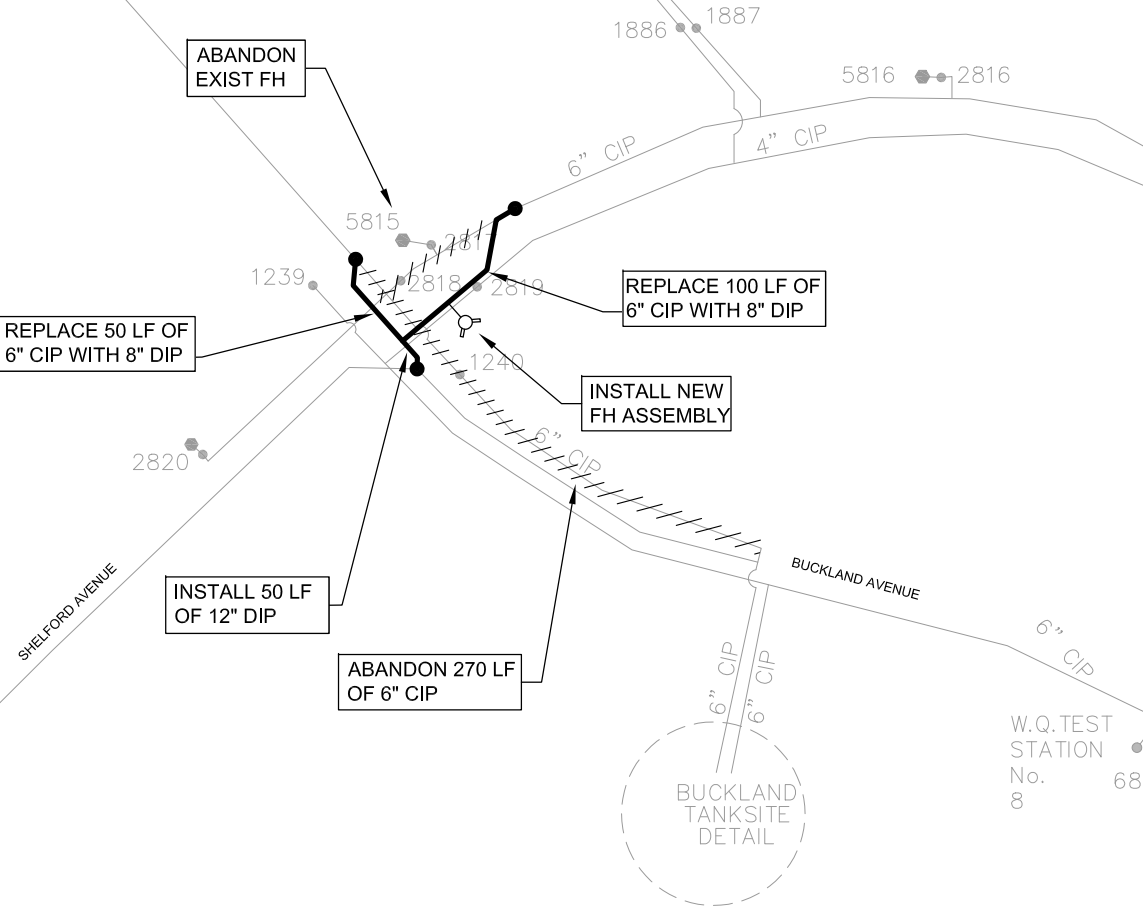 1887
1886
ABANDON
EXIST FH
5816
2816
4" CIP
6" CIP
5815
2817
1239
2818
2819
REPLACE 100 LF OF
6" CIP WITH 8" DIP
REPLACE 50 LF OF
6" CIP WITH 8" DIP
1240
INSTALL NEW
FH ASSEMBLY
6" CIP
2820
BUCKLAND AVENUE
INSTALL 50 LF
OF 12" DIP
SHELFORD AVENUE
6" CIP
ABANDON 270 LF
OF 6" CIP
6" CIP
6" CIP
W.Q.TEST
STATION
No.
8
68
BUCKLAND
TANKSITE
DETAIL